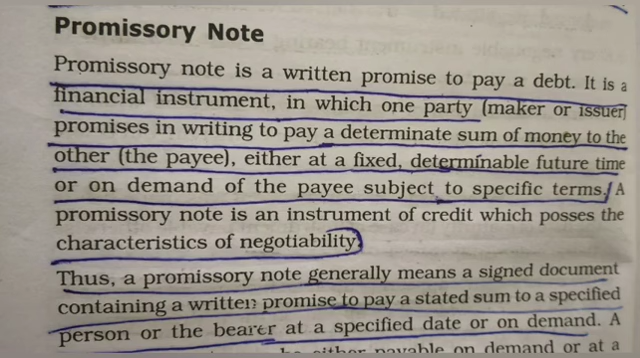 Promissory Note
Promissory note is a written promise to pay a debt. It is a
financial instrument, in which one party (maker or issuer)
promises in writing to pay a determinate sum of money to the
other (the payee), either at a fixed, determinable future time
or on demand of the payee subject to specific terms. A
promissory note is an instrument of credit which posses the
characteristics of negotiability.
Thus, a promissory note generally means a signed document
containing a written promise to pay a stated sum to a specified
person or the bearer at a specified date or on demand. A
be either payable on demand or at a